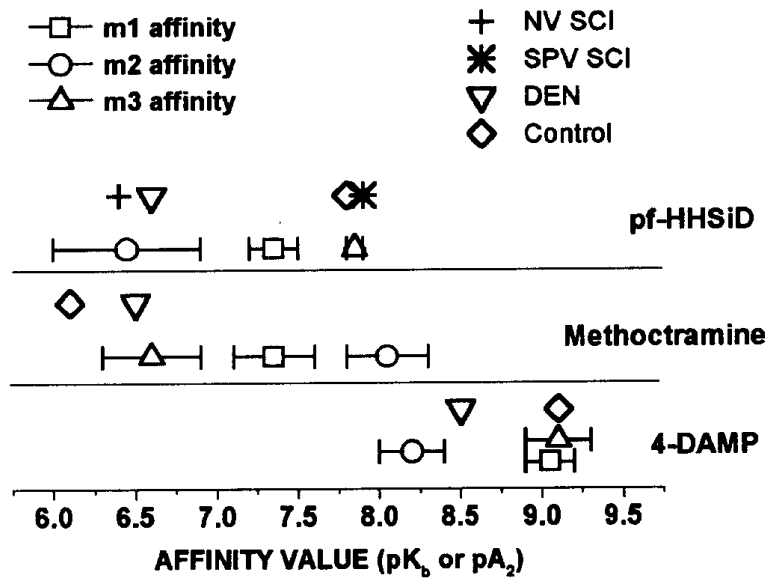 m1 affinity
m2 affinity
m3 affinity
NV SCI
SPV SCI
DEN
Control
pf-HHSiD
Methoctramine
4-DAMP
6.0 6.5 7.0 7.5 8.0 8.5 9.0 9.5
AFFINITY VALUE (pKb or pA2)